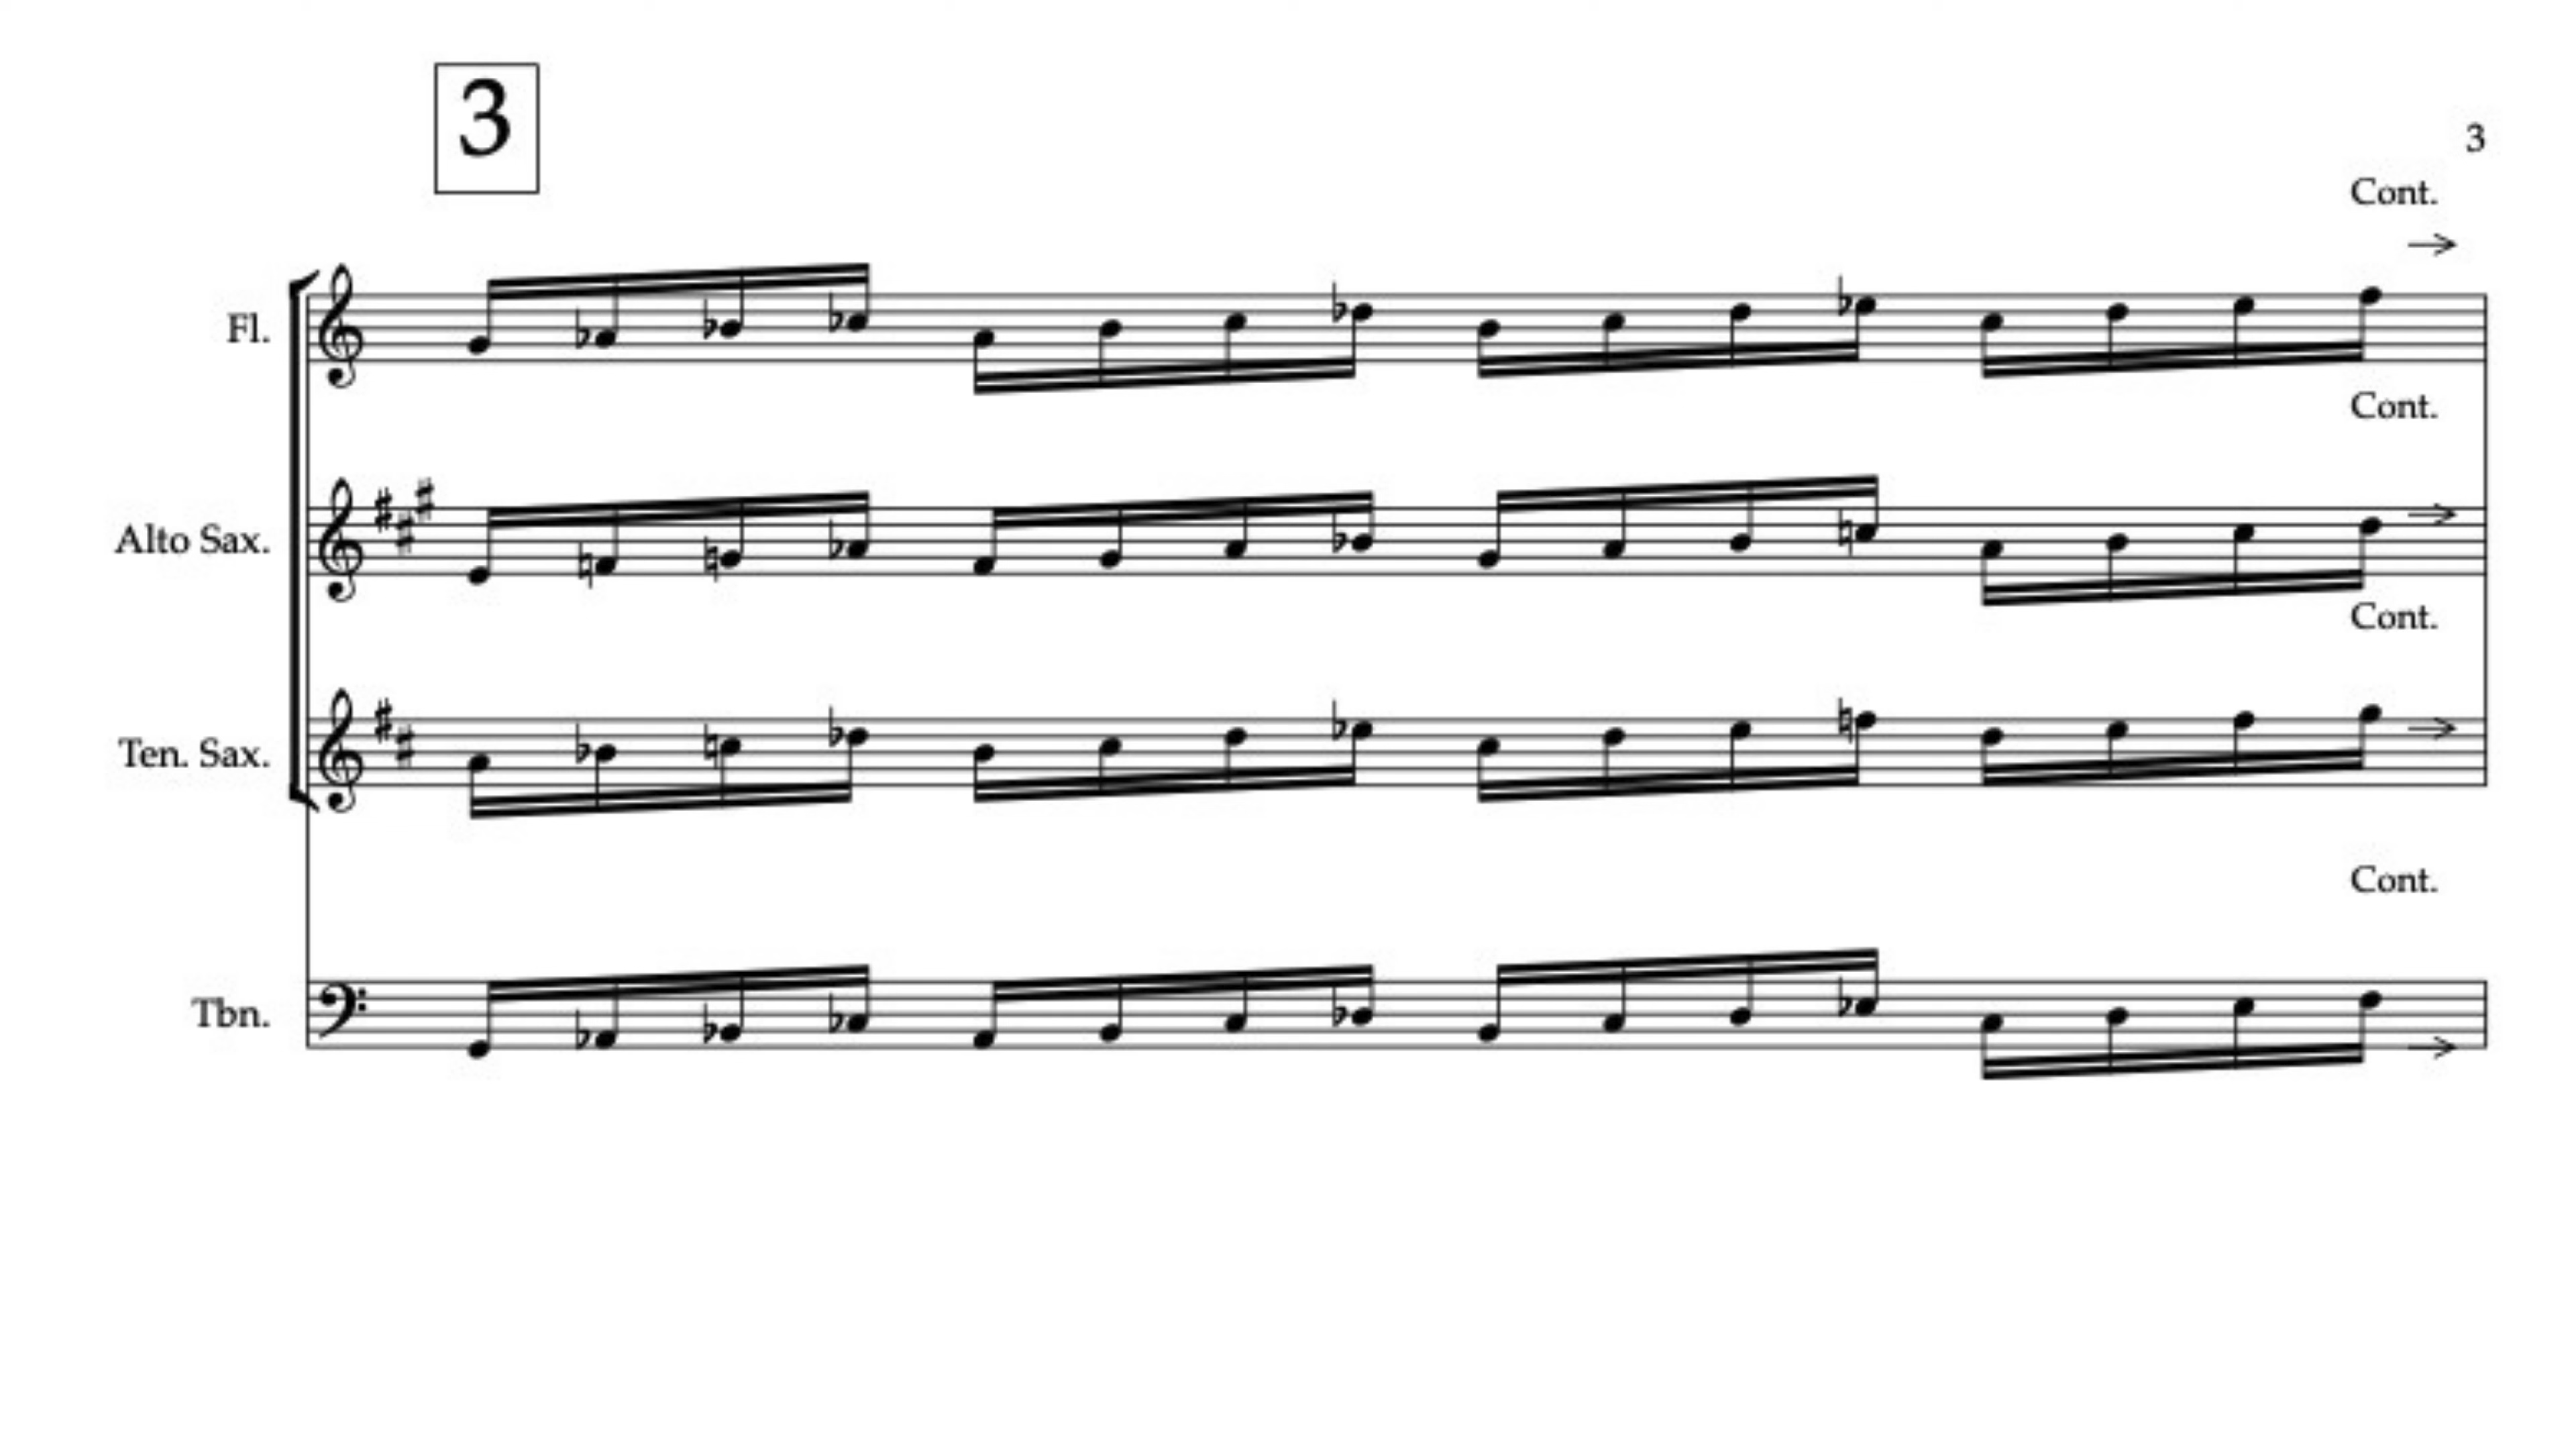 3
3
Cont.
Fl.
Cont.
Alto Sax.
Cont.
Ten. Sax.
Cont.
Tbn.